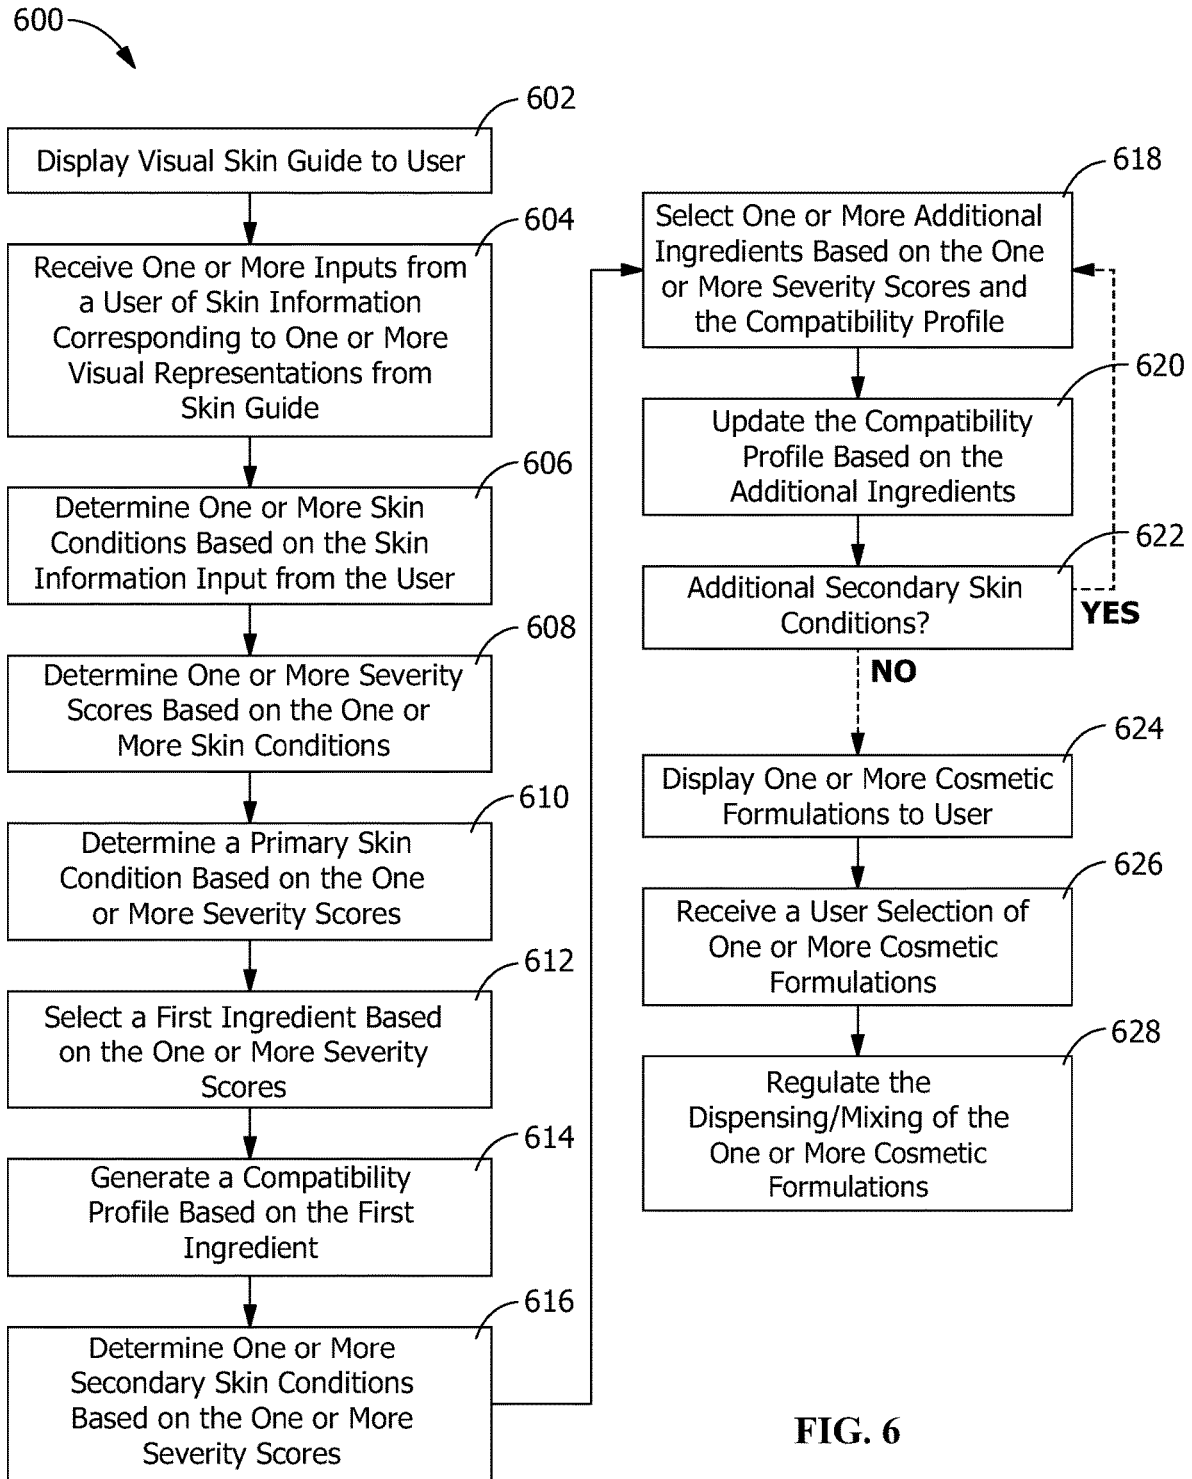 600
602
Display Visual Skin Guide to User
604
Receive One or More Inputs from
a User of Skin Information
Corresponding to One or More
Visual Representations from
Skin Guide
606
Determine One or More Skin
Conditions Based on the Skin
Information Input from the User
608
Determine One or More Severity
Scores Based on the One or
More Skin Conditions
610
Determine a Primary Skin
Condition Based on the One
or More Severity Scores
612
Select a First Ingredient Based
on the One or More Severity
Scores
614
Generate a Compatibility
Profile Based on the First
Ingredient
616
Determine One or More
Secondary Skin Conditions
Based on the One or More
Severity Scores
618
Select One or More Additional
Ingredients Based on the One
or More Severity Scores and
the Compatibility Profile
620
Update the Compatibility
Profile Based on the
Additional Ingredients
622
Additional Secondary Skin
Conditions?
YES
NO
624
Display One or More Cosmetic
Formulations to User
626
Receive a User Selection of
One or More Cosmetic
Formulations
628
Regulate the
Dispensing/Mixing of the
One or More Cosmetic
Formulations
FIG. 6